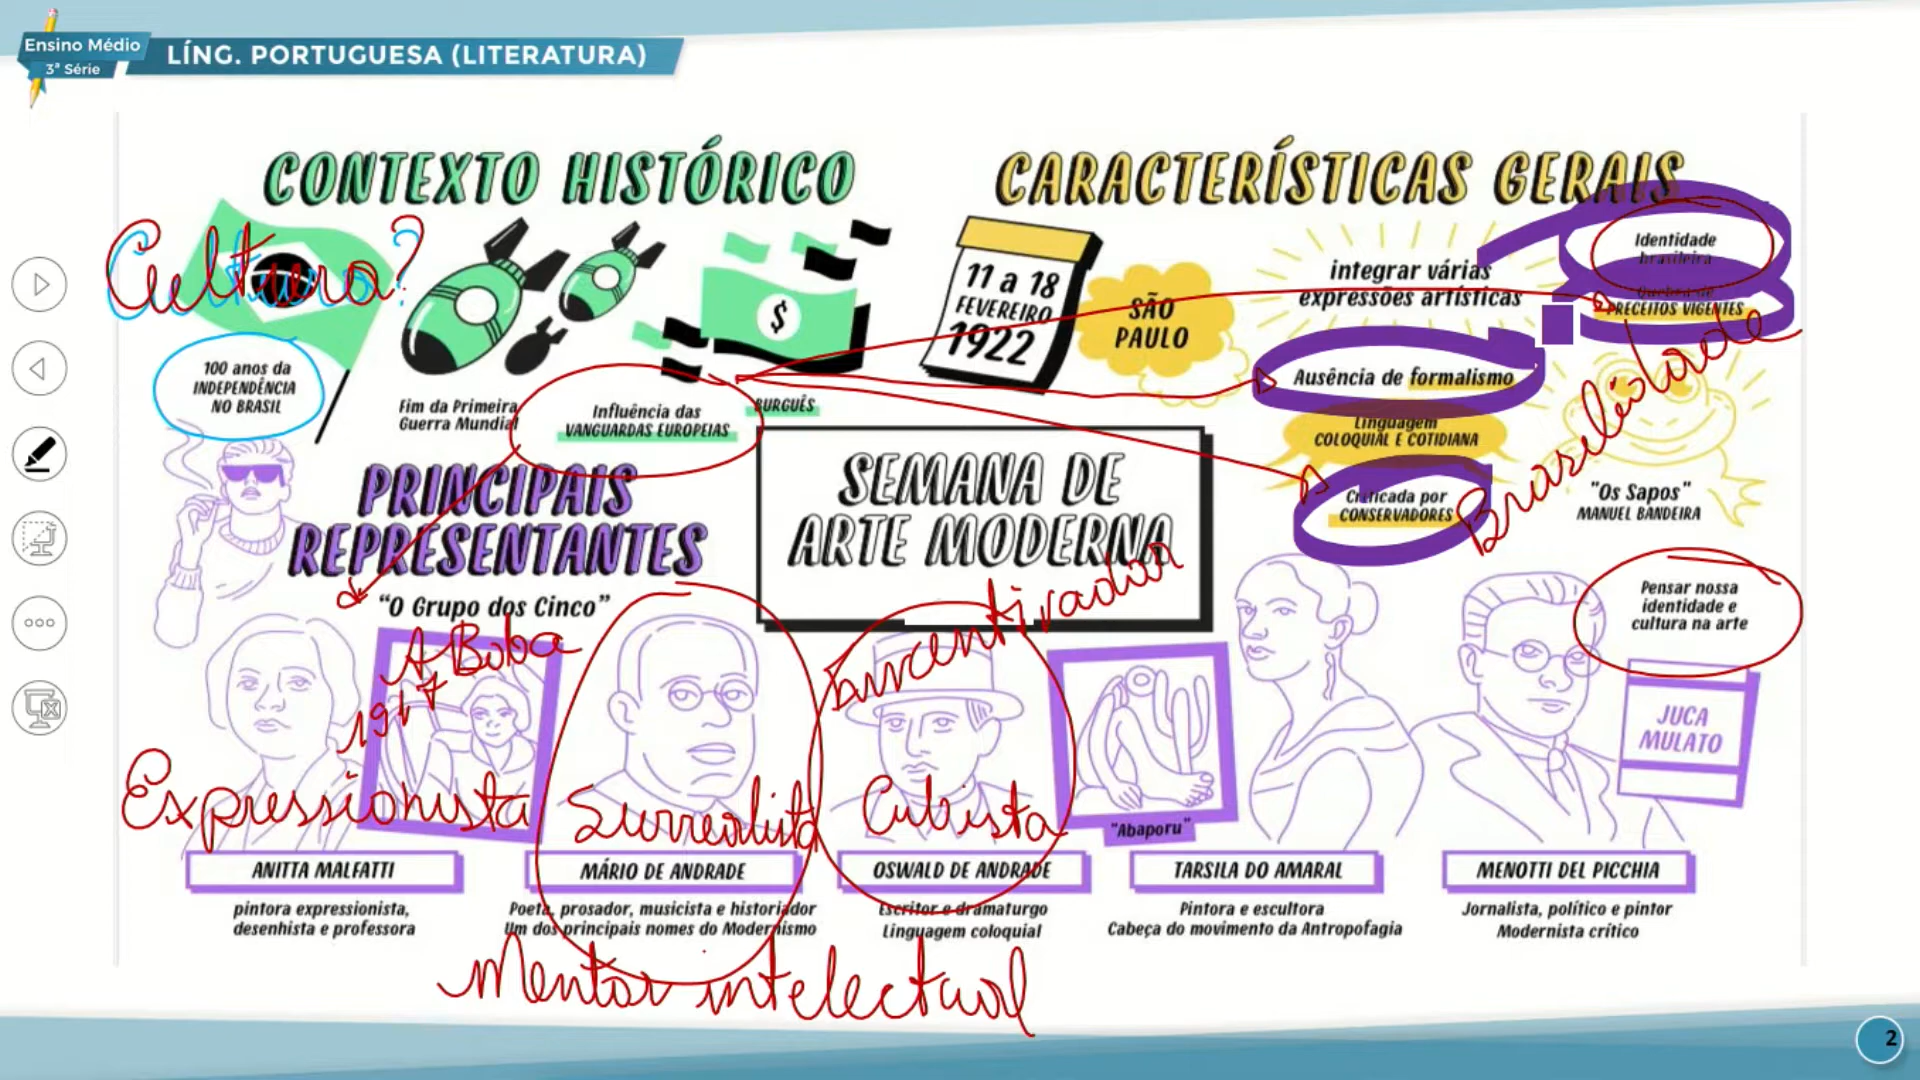 Ensino Médio
3ª Série
LÍNG. PORTUGUESA (LITERATURA)
CONTEXTO HISTÓRICO
Cultura?
100 anos da
INDEPENDÊNCIA
NO BRASIL
Fim da Primeira
Guerra Mundial
Influência das
VANGUARDAS EUROPEIAS
$
BURGUÊS
CARACTERÍSTICAS GERAIS
11 a 18
FEVEREIRO
1922
SÃO
PAULO
integrar várias
expressões artísticas
Identidade
brasileira
PRECEITOS VIGENTES
Ausência de formalismo
Linguagem
COLOQUIAL E COTIDIANA
Criticada por
CONSERVADORES
Brasilidade
"Os Sapos"
MANUEL BANDEIRA
Pensar nossa
identidade e
cultura na arte
SEMANA DE
ARTE MODERNA
PRINCIPAIS
REPRESENTANTES
“O Grupo dos Cinco”
A Boba
1917
Expressionista
ANITTA MALFATTI
pintora expressionista,
desenhista e professora
Surrealista
MÁRIO DE ANDRADE
Poeta, prosador, musicista e historiador
Um dos principais nomes do Modernismo
Mentor intelectual
Incentivador
Cubista
OSWALD DE ANDRADE
Escritor e dramaturgo
Linguagem coloquial
"Abaporu"
TARSILA DO AMARAL
Pintora e escultora
Cabeça do movimento da Antropofagia
JUCA
MULATO
MENOTTI DEL PICCHIA
Jornalista, político e pintor
Modernista crítico
2